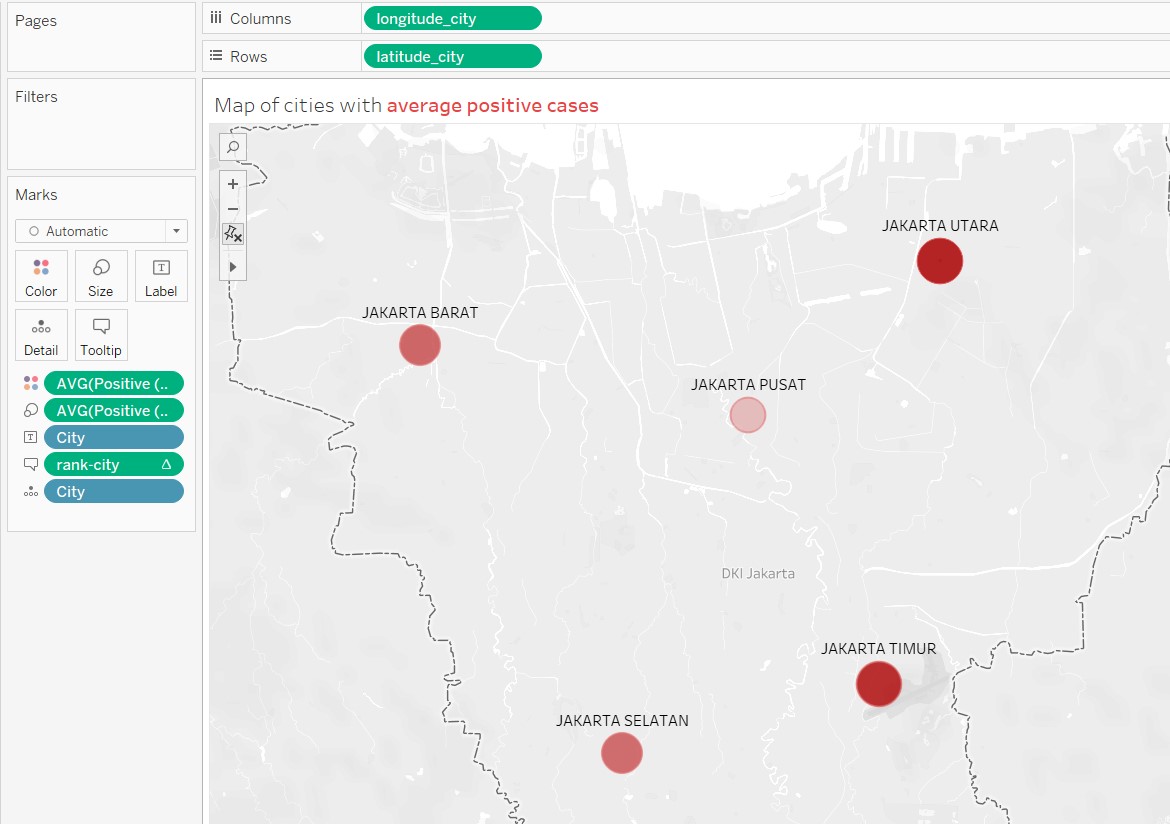 Pages
Columns
longitude_city
Rows
latitude_city
Filters
Map of cities with average positive cases
Marks
Automatic
Color
Size
T
Label
Detail
Tooltip
AVG(Positive (..
AVG(Positive (..
T
City
rank-city
City
JAKARTA UTARA
JAKARTA BARAT
JAKARTA PUSAT
DKI Jakarta
JAKARTA TIMUR
JAKARTA SELATAN